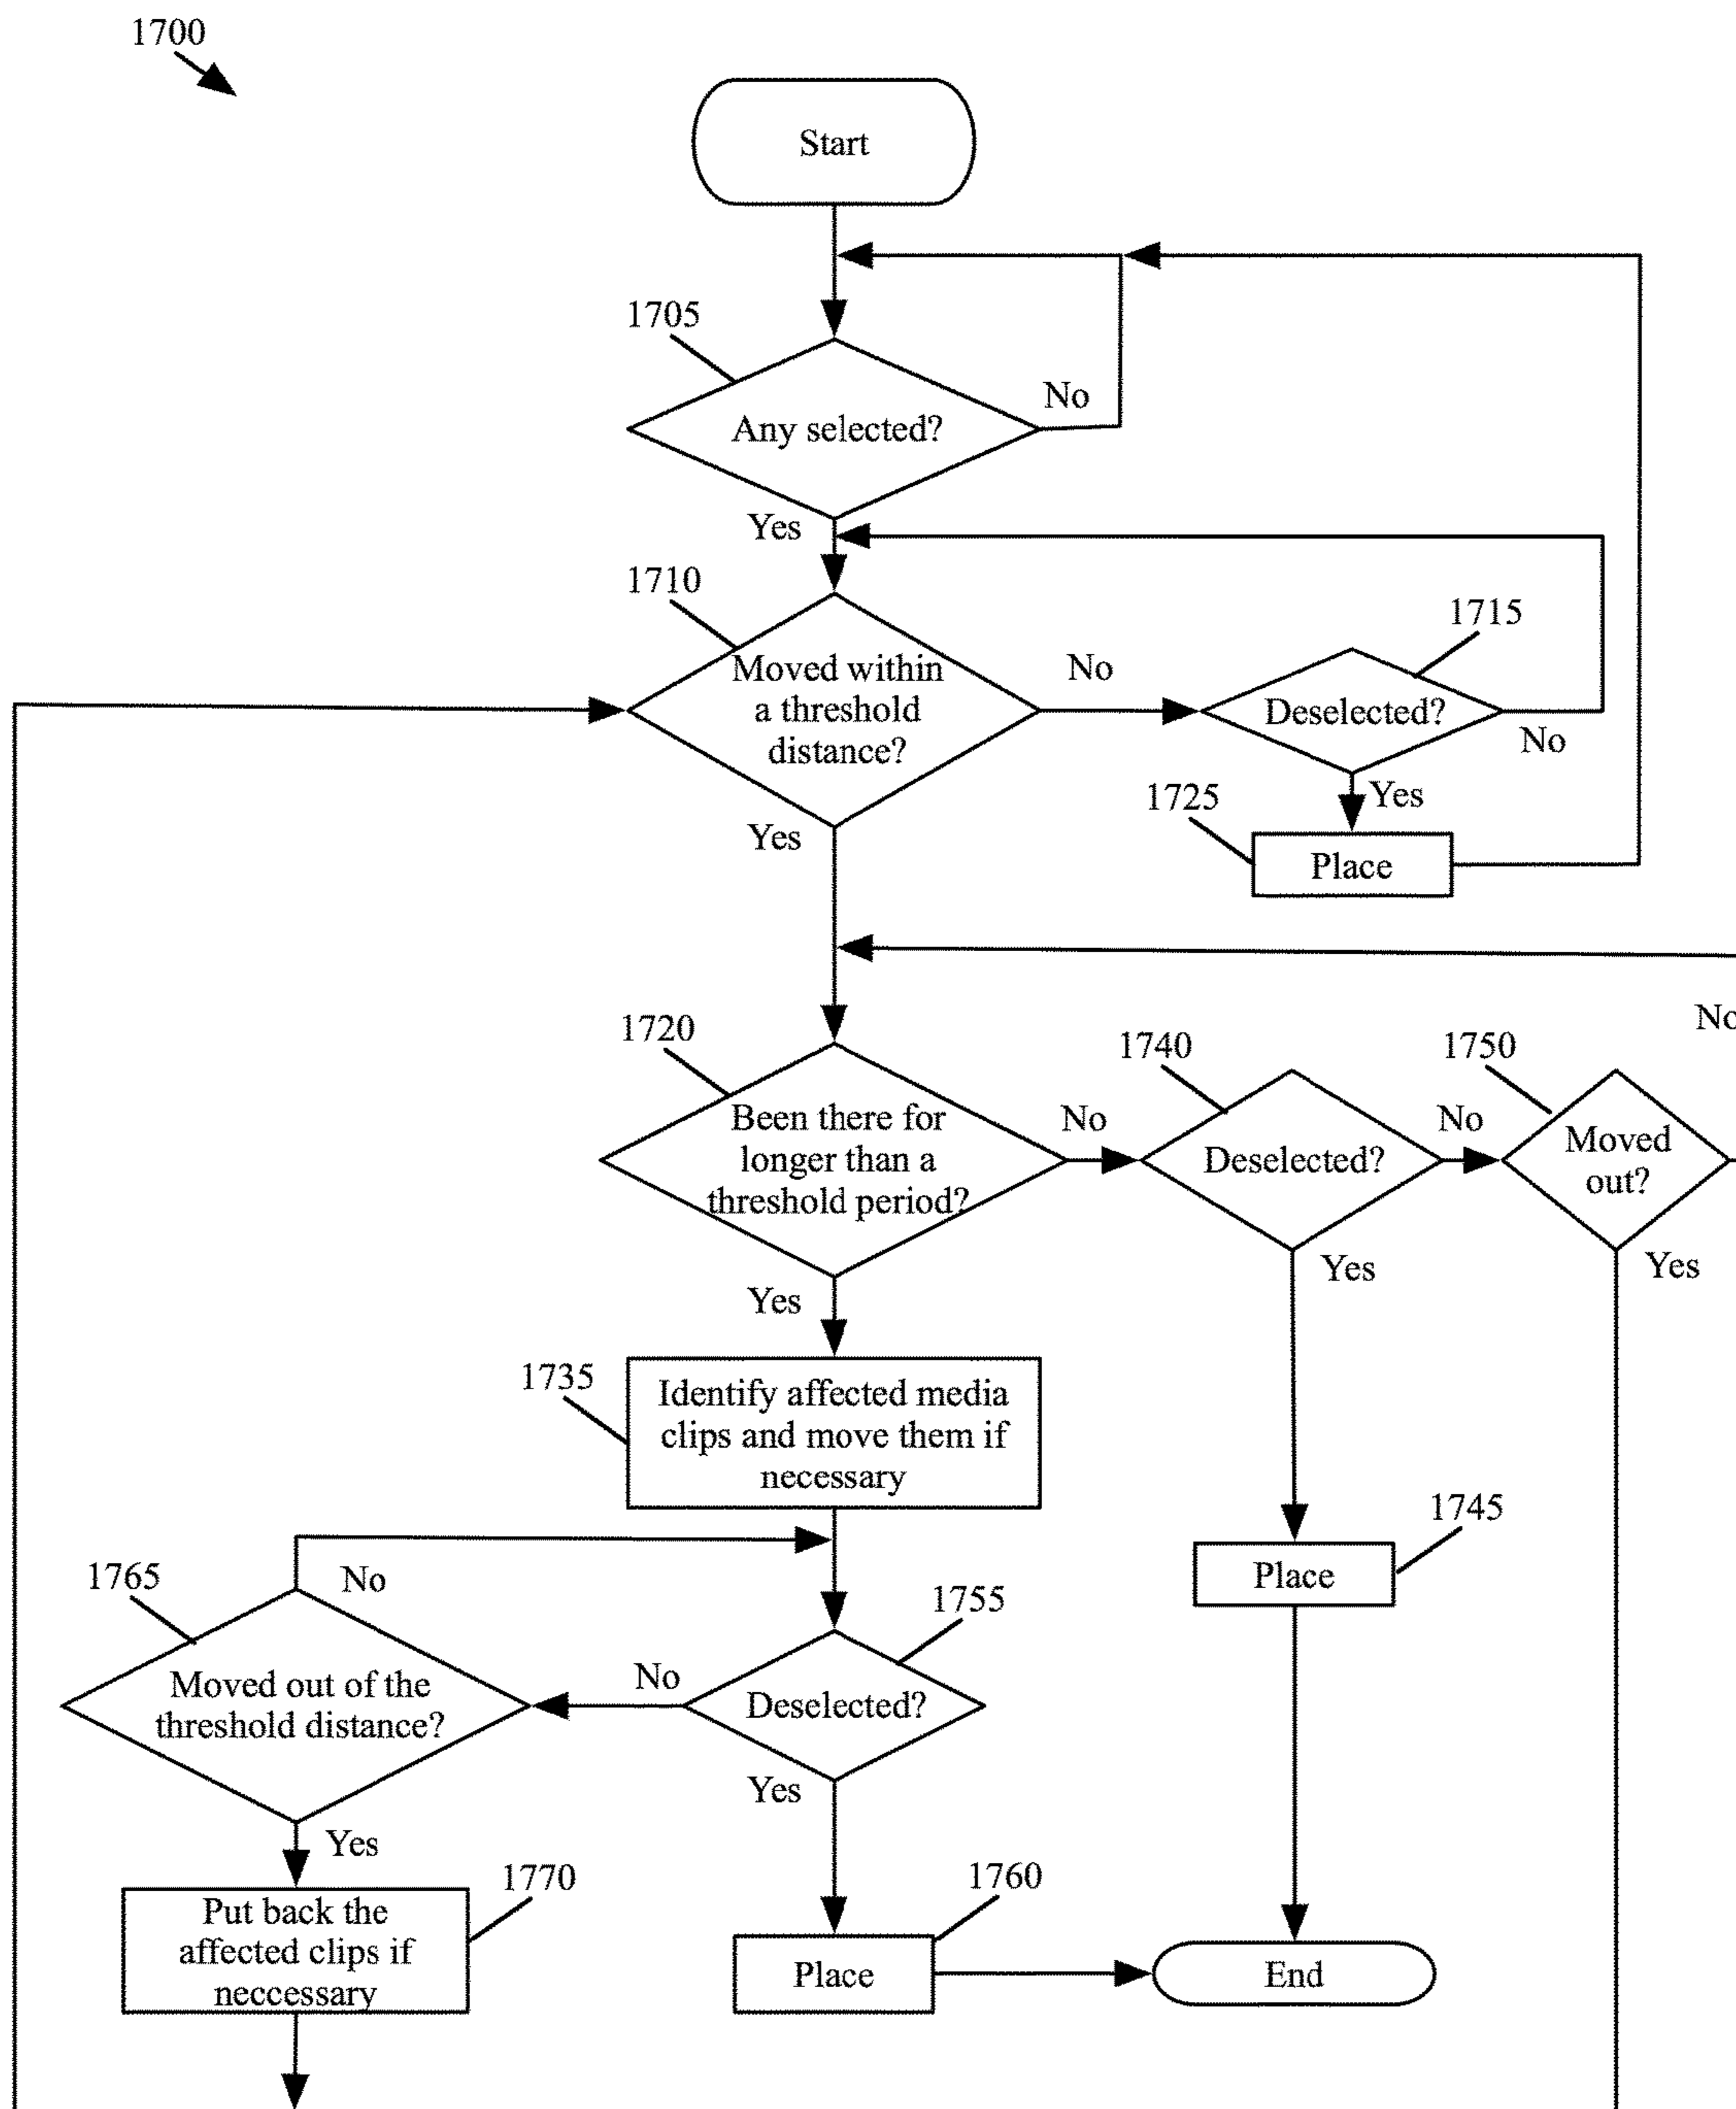 1700
Start
1705
Any selected?
No
Yes
1710
Moved within
a threshold
distance?
No
1715
Deselected?
No
Yes
1725
Place
Yes
No
1720
Been there for
longer than a
threshold period?
No
1740
Deselected?
No
1750
Moved
out?
Yes
Yes
Yes
1735
Identify affected media
clips and move them if
necessary
1745
Place
1765
No
Moved out of the
threshold distance?
No
1755
Deselected?
Yes
Yes
1770
Put back the
affected clips if
neccessary
1760
Place
End